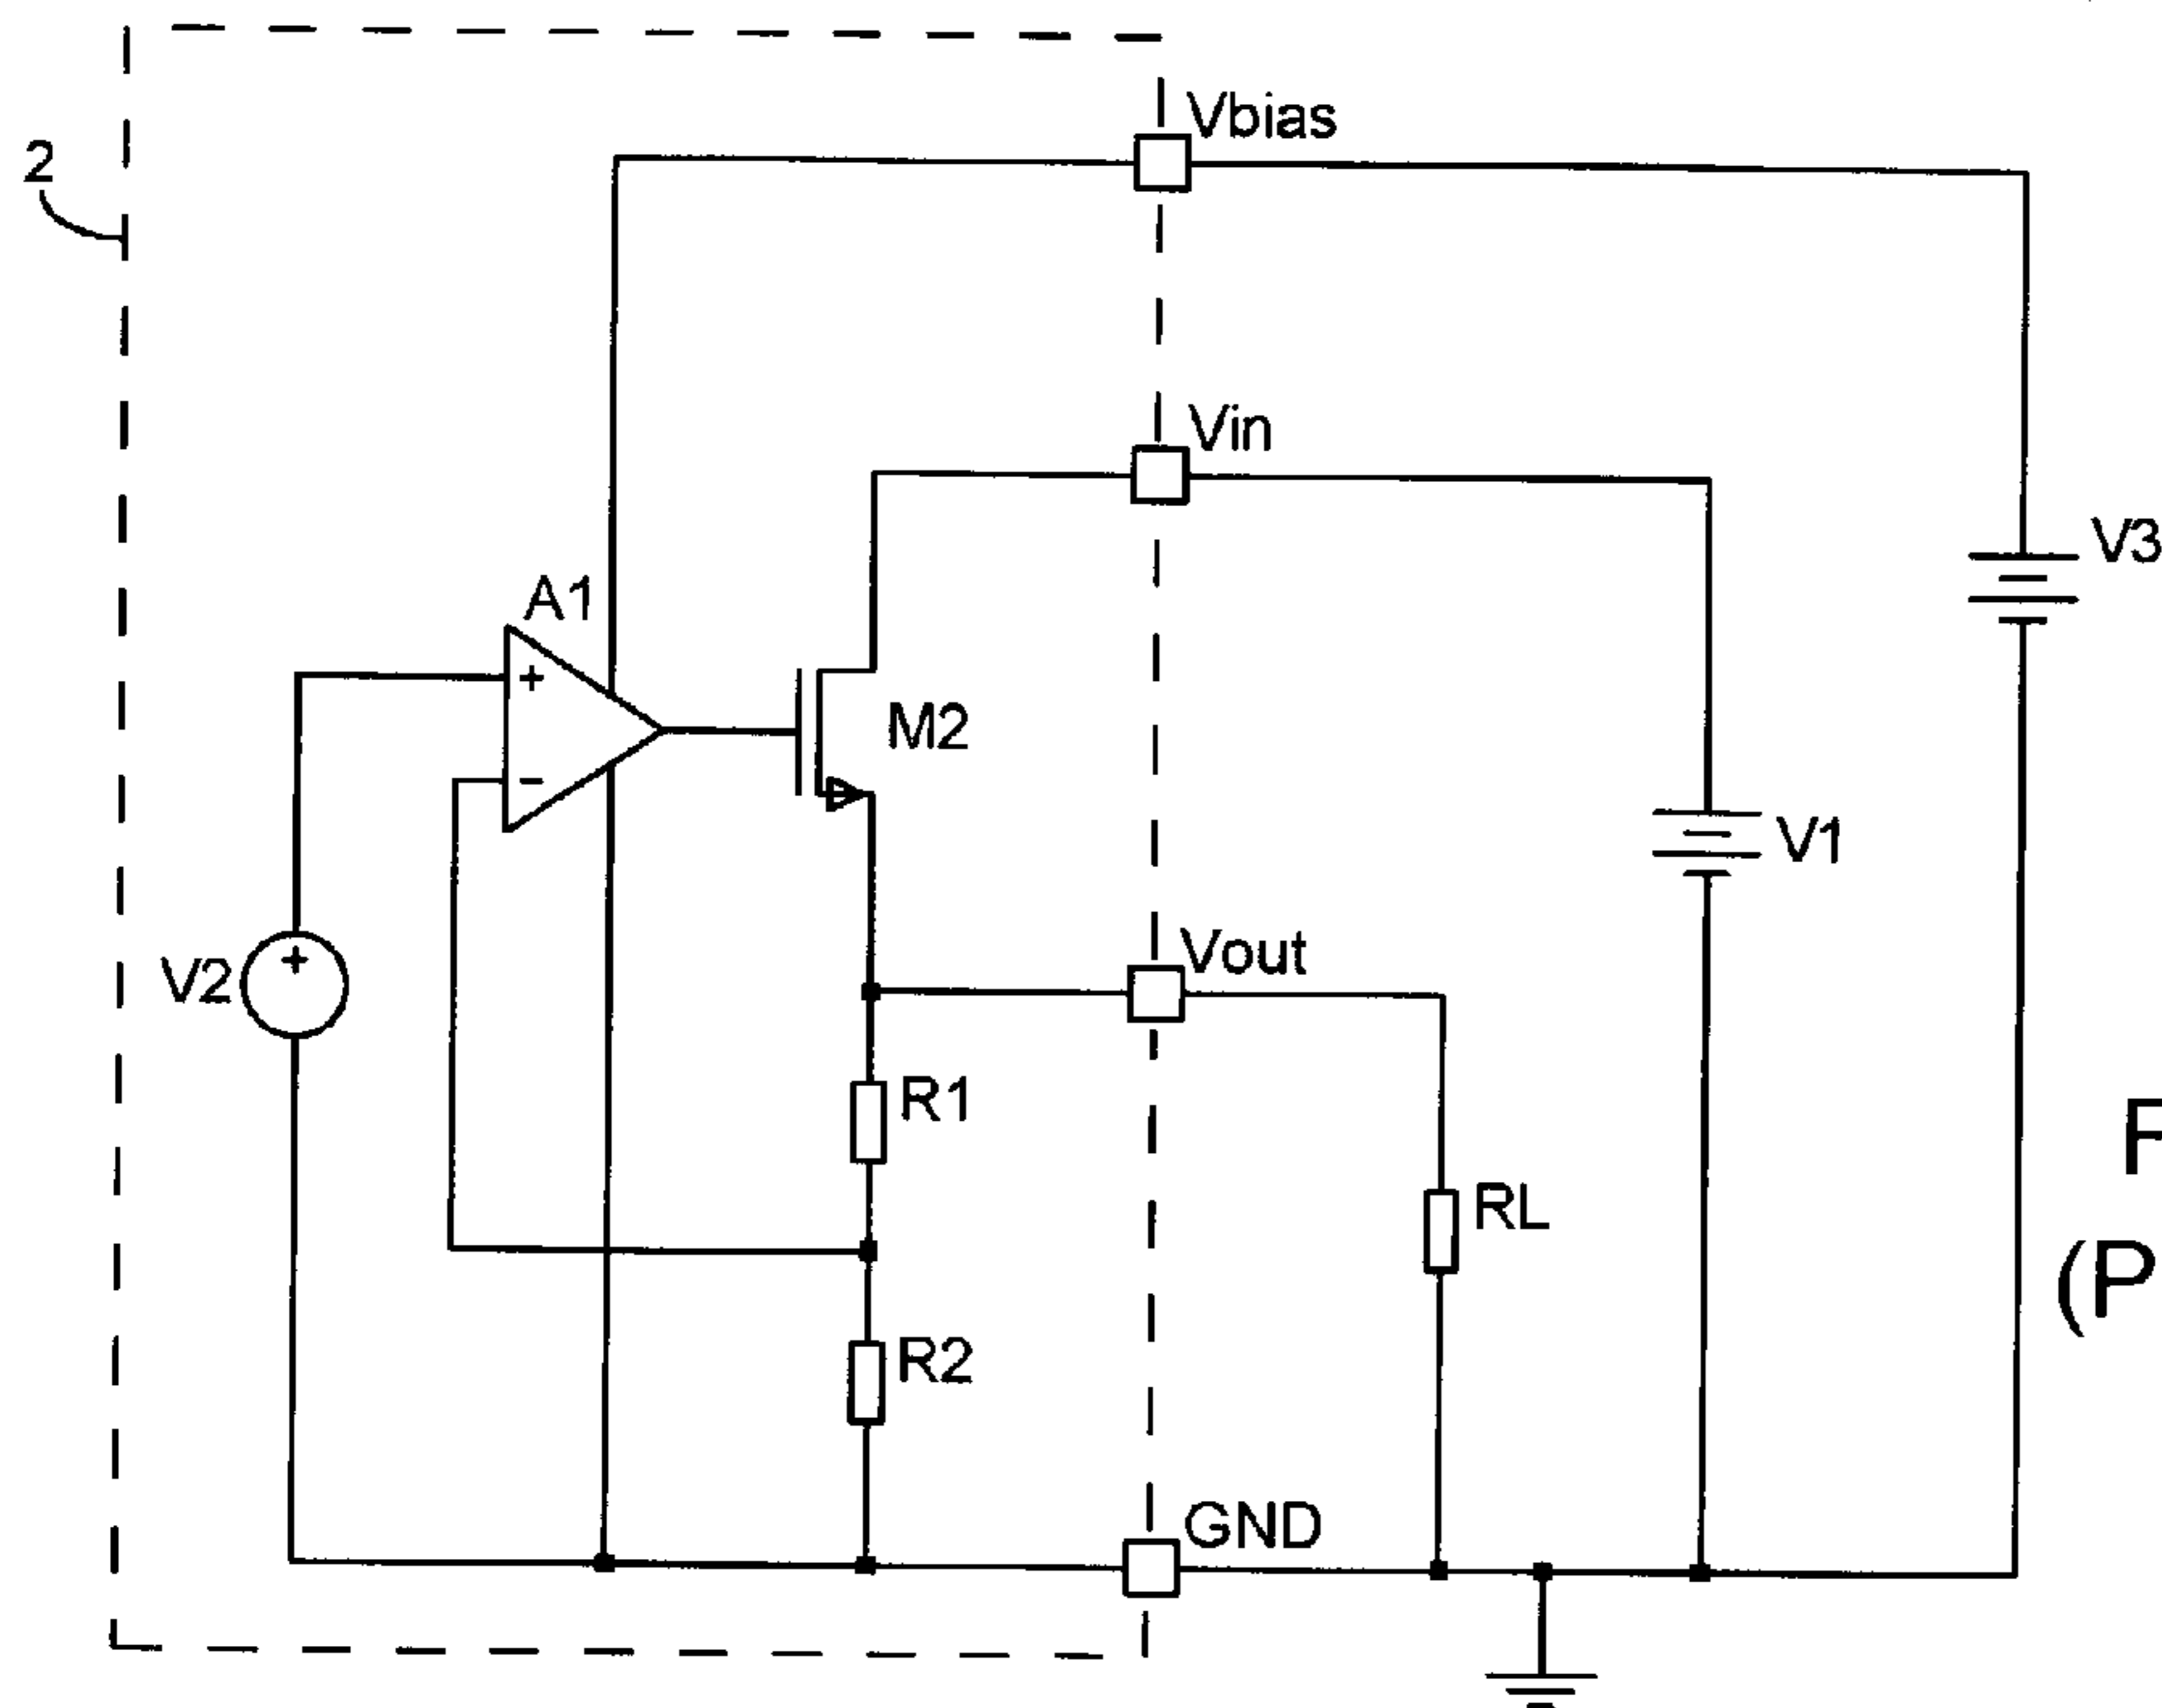 2
Vbias
Vin
V3
A1
+
M2
-
V1
V2
+
Vout
R1
RL
R2
GND
F
(P